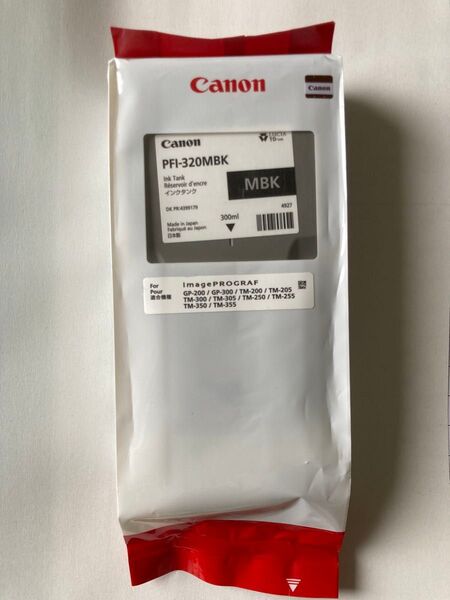 Canon
Canon
Canon
PFI-320MBK
Ink Tank
Réservoir d'encre
インクタンク
MBK
300ml
4927
Made in Japan
Fabriqué au Japon
日本製
For
Pour
適合機種
imagePROGRAF
GP-200 / GP-300 / TM-200 / TM-205
TM-300 / TM-305 / TM-250 / TM-255
TM-350 / TM-355